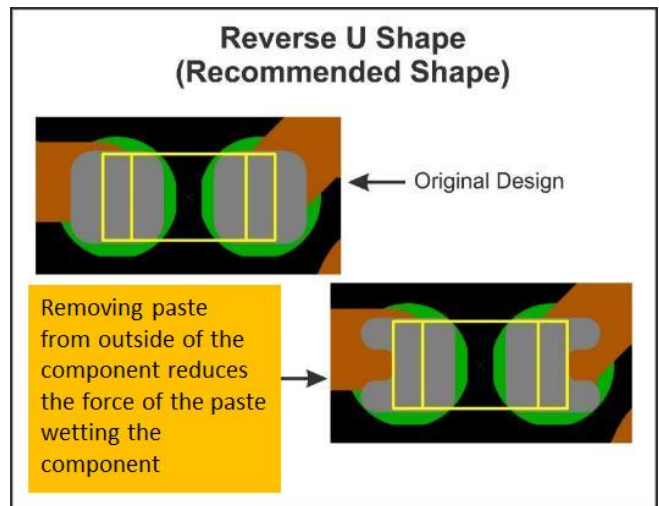 Reverse U Shape
(Recommended Shape)
Original Design
Removing paste
from outside of the
component reduces
the force of the paste
wetting the
component